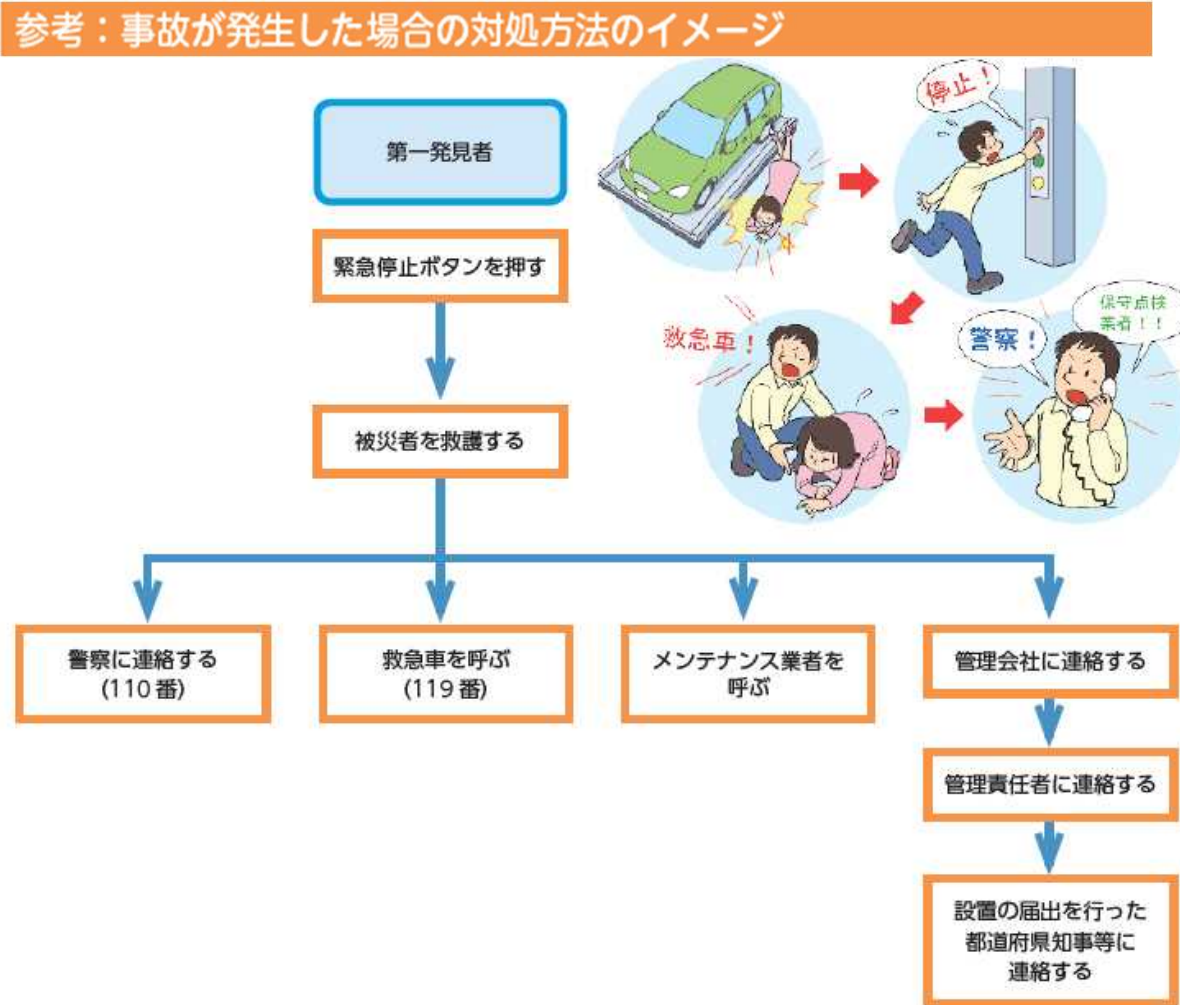 参考：事故が発生した場合の対処方法のイメージ
第一発見者
停止！
緊急停止ボタンを押す
救急車！
警察！
保守点検
業者！！
被災者を救護する
警察に連絡する
(110 番)
救急車を呼ぶ
(119 番)
メンテナンス業者を
呼ぶ
管理会社に連絡する
管理責任者に連絡する
設置の届出を行った
都道府県知事等に
連絡する